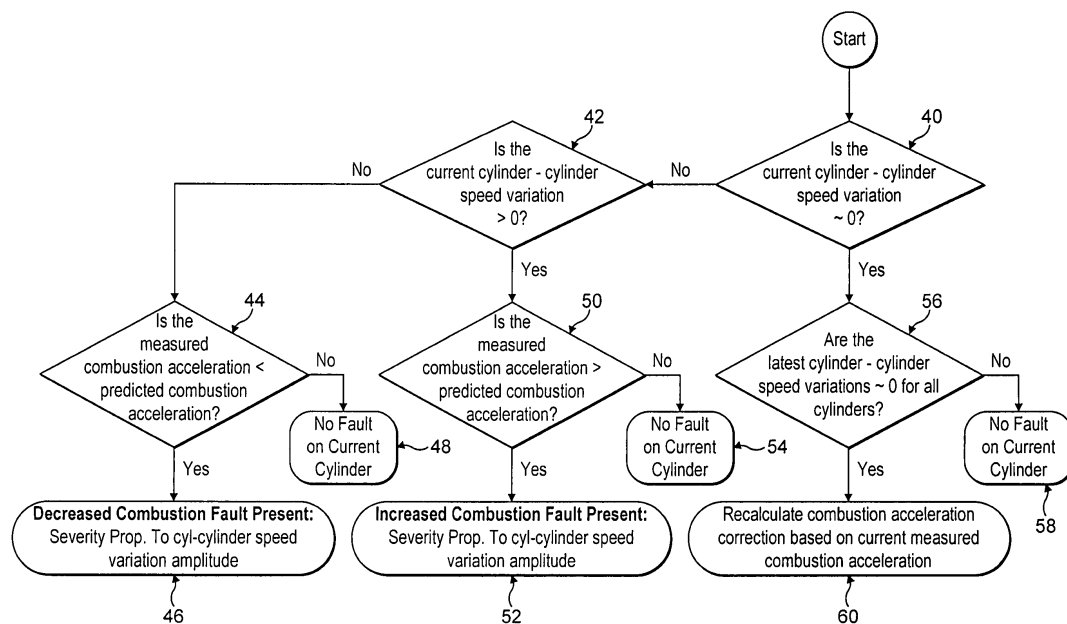 Start
40
Is the
current cylinder - cylinder
speed variation
~ 0?
No
Yes
42
Is the
current cylinder - cylinder
speed variation
> 0?
No
Yes
44
Is the
measured
combustion acceleration <
predicted combustion
acceleration?
No
Yes
No Fault
on Current
Cylinder
48
Decreased Combustion Fault Present:
Severity Prop. To cyl-cylinder speed
variation amplitude
46
50
Is the
measured
combustion acceleration >
predicted combustion
acceleration?
No
Yes
No Fault
on Current
Cylinder
54
Increased Combustion Fault Present:
Severity Prop. To cyl-cylinder speed
variation amplitude
52
56
Are the
latest cylinder - cylinder
speed variations ~ 0 for all
cylinders?
No
Yes
No Fault
on Current
Cylinder
58
Recalculate combustion acceleration
correction based on current measured
combustion acceleration
60